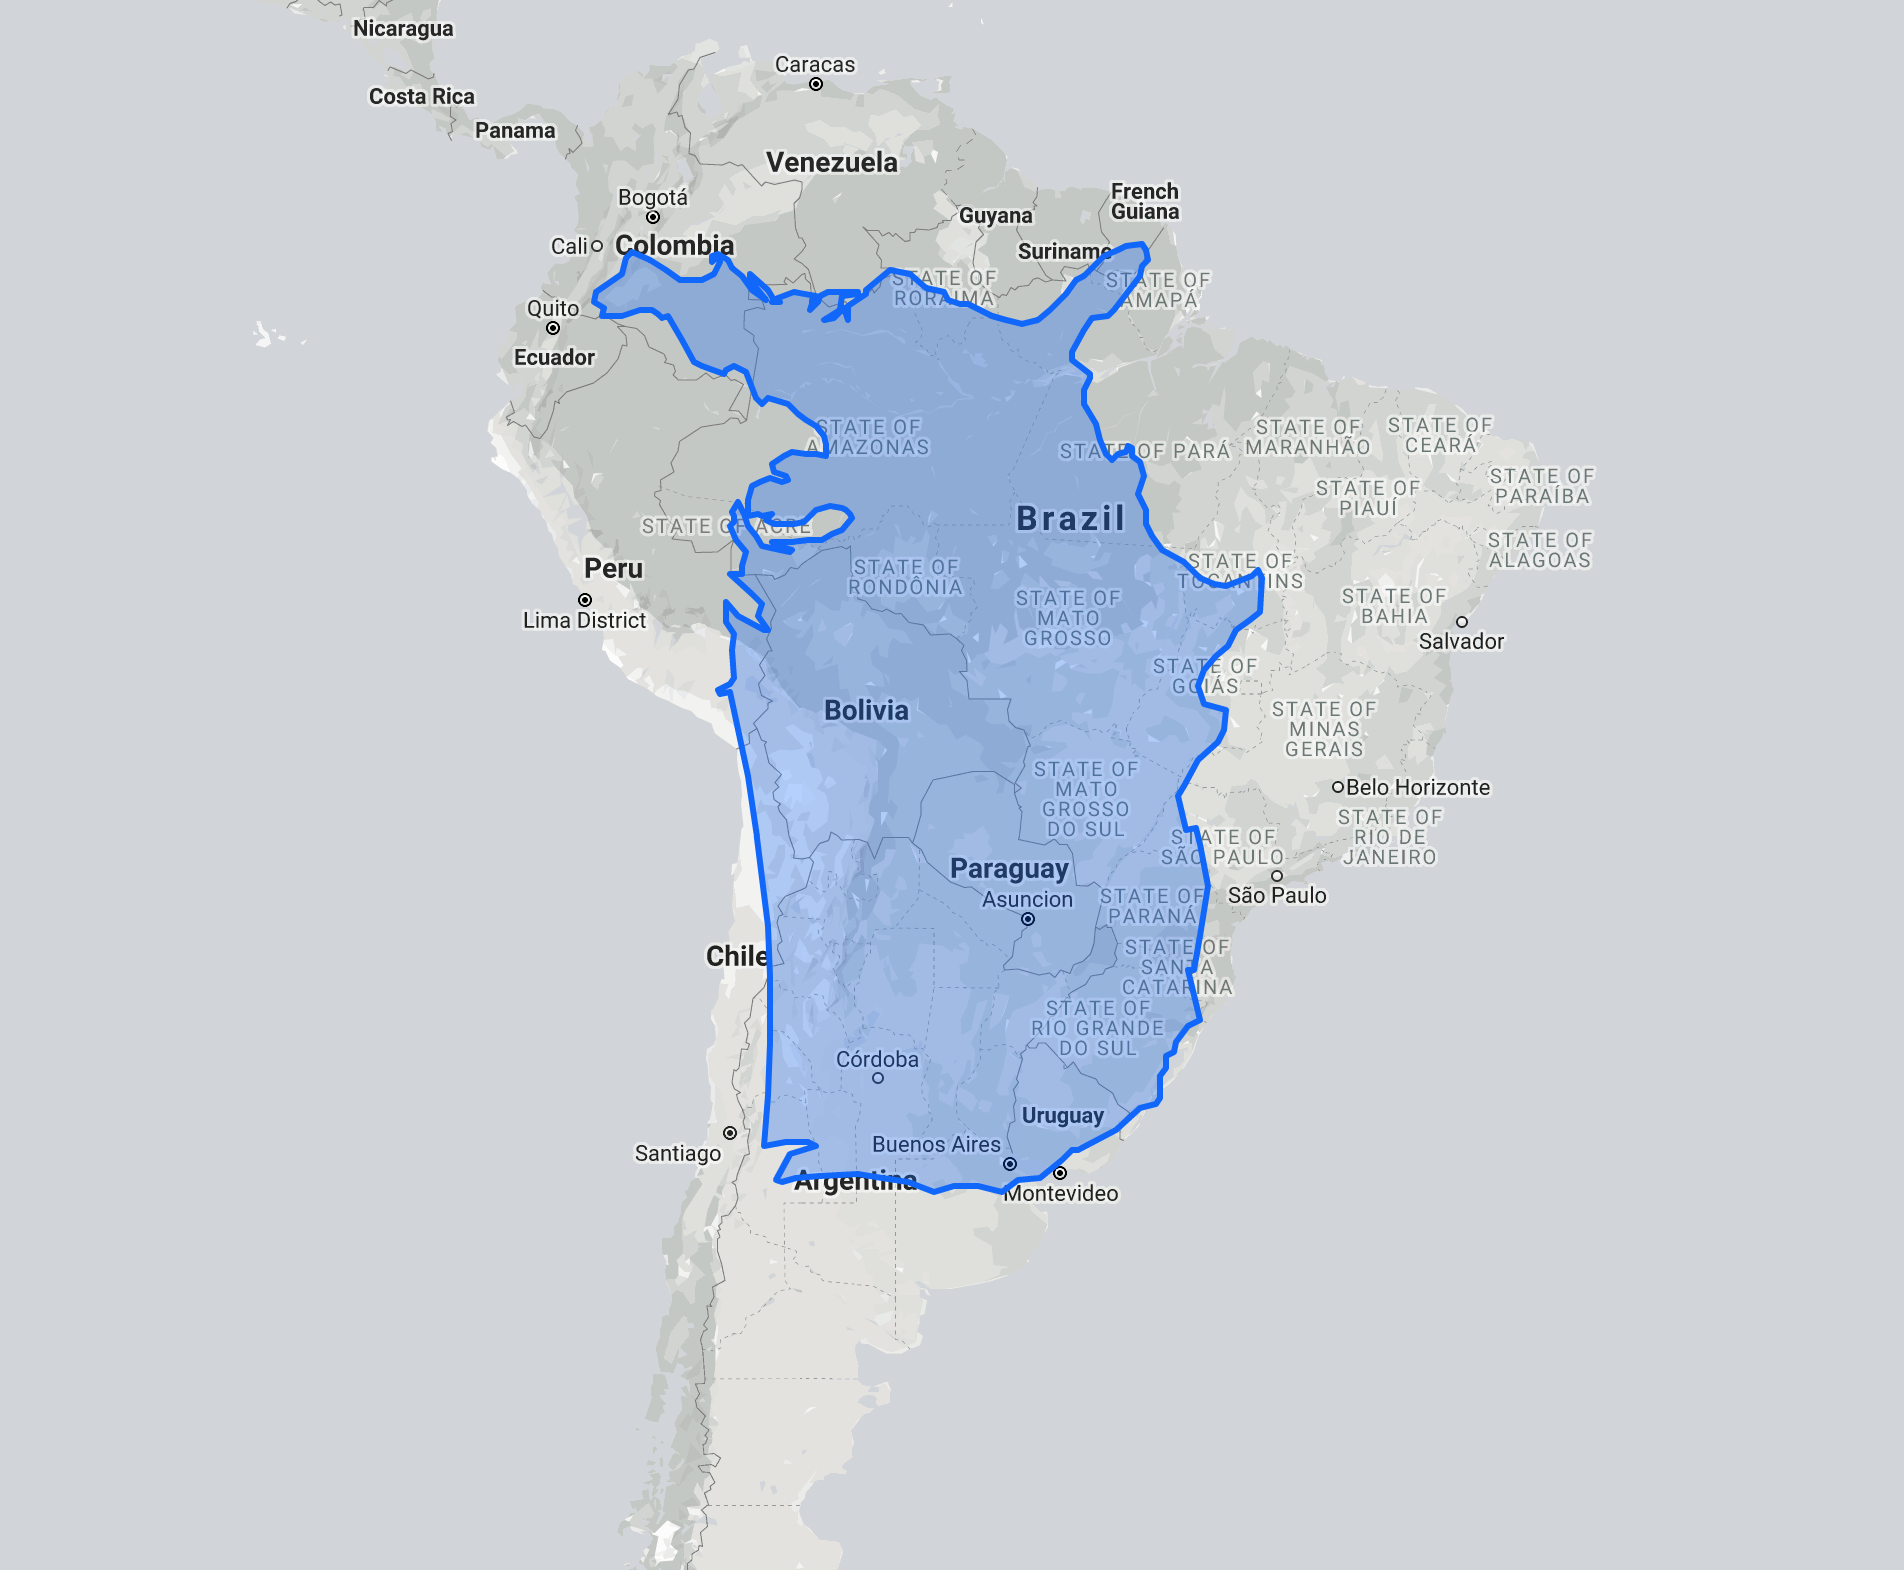 Nicaragua
Costa Rica
Panama
Caracas
Venezuela
Bogotá
Cali
Colombia
Guyana
French
Guiana
Suriname
STATE OF
RORAIMA
STATE OF
AMAPÁ
Quito
Ecuador
STATE OF
AMAZONAS
STATE OF PARÁ
STATE OF
MARANHÃO
STATE OF
CEARÁ
STATE OF
PARAÍBA
STATE OF
PIAUÍ
STATE OF ACRE
Brazil
STATE OF
ALAGOAS
Peru
STATE OF
RONDÔNIA
STATE OF
TOCANTINS
Lima District
STATE OF
MATO
GROSSO
STATE OF
BAHIA
Salvador
STATE OF
GOIÁS
Bolivia
STATE OF
MINAS
GERAIS
STATE OF
MATO
GROSSO
DO SUL
Belo Horizonte
STATE OF
RIO DE
JANEIRO
STATE OF
SÃO PAULO
Paraguay
Asuncion
STATE OF
PARANÁ
São Paulo
Chile
STATE OF
SANTA
CATARINA
STATE OF
RIO GRANDE
DO SUL
Córdoba
Uruguay
Santiago
Buenos Aires
Argentina
Montevideo